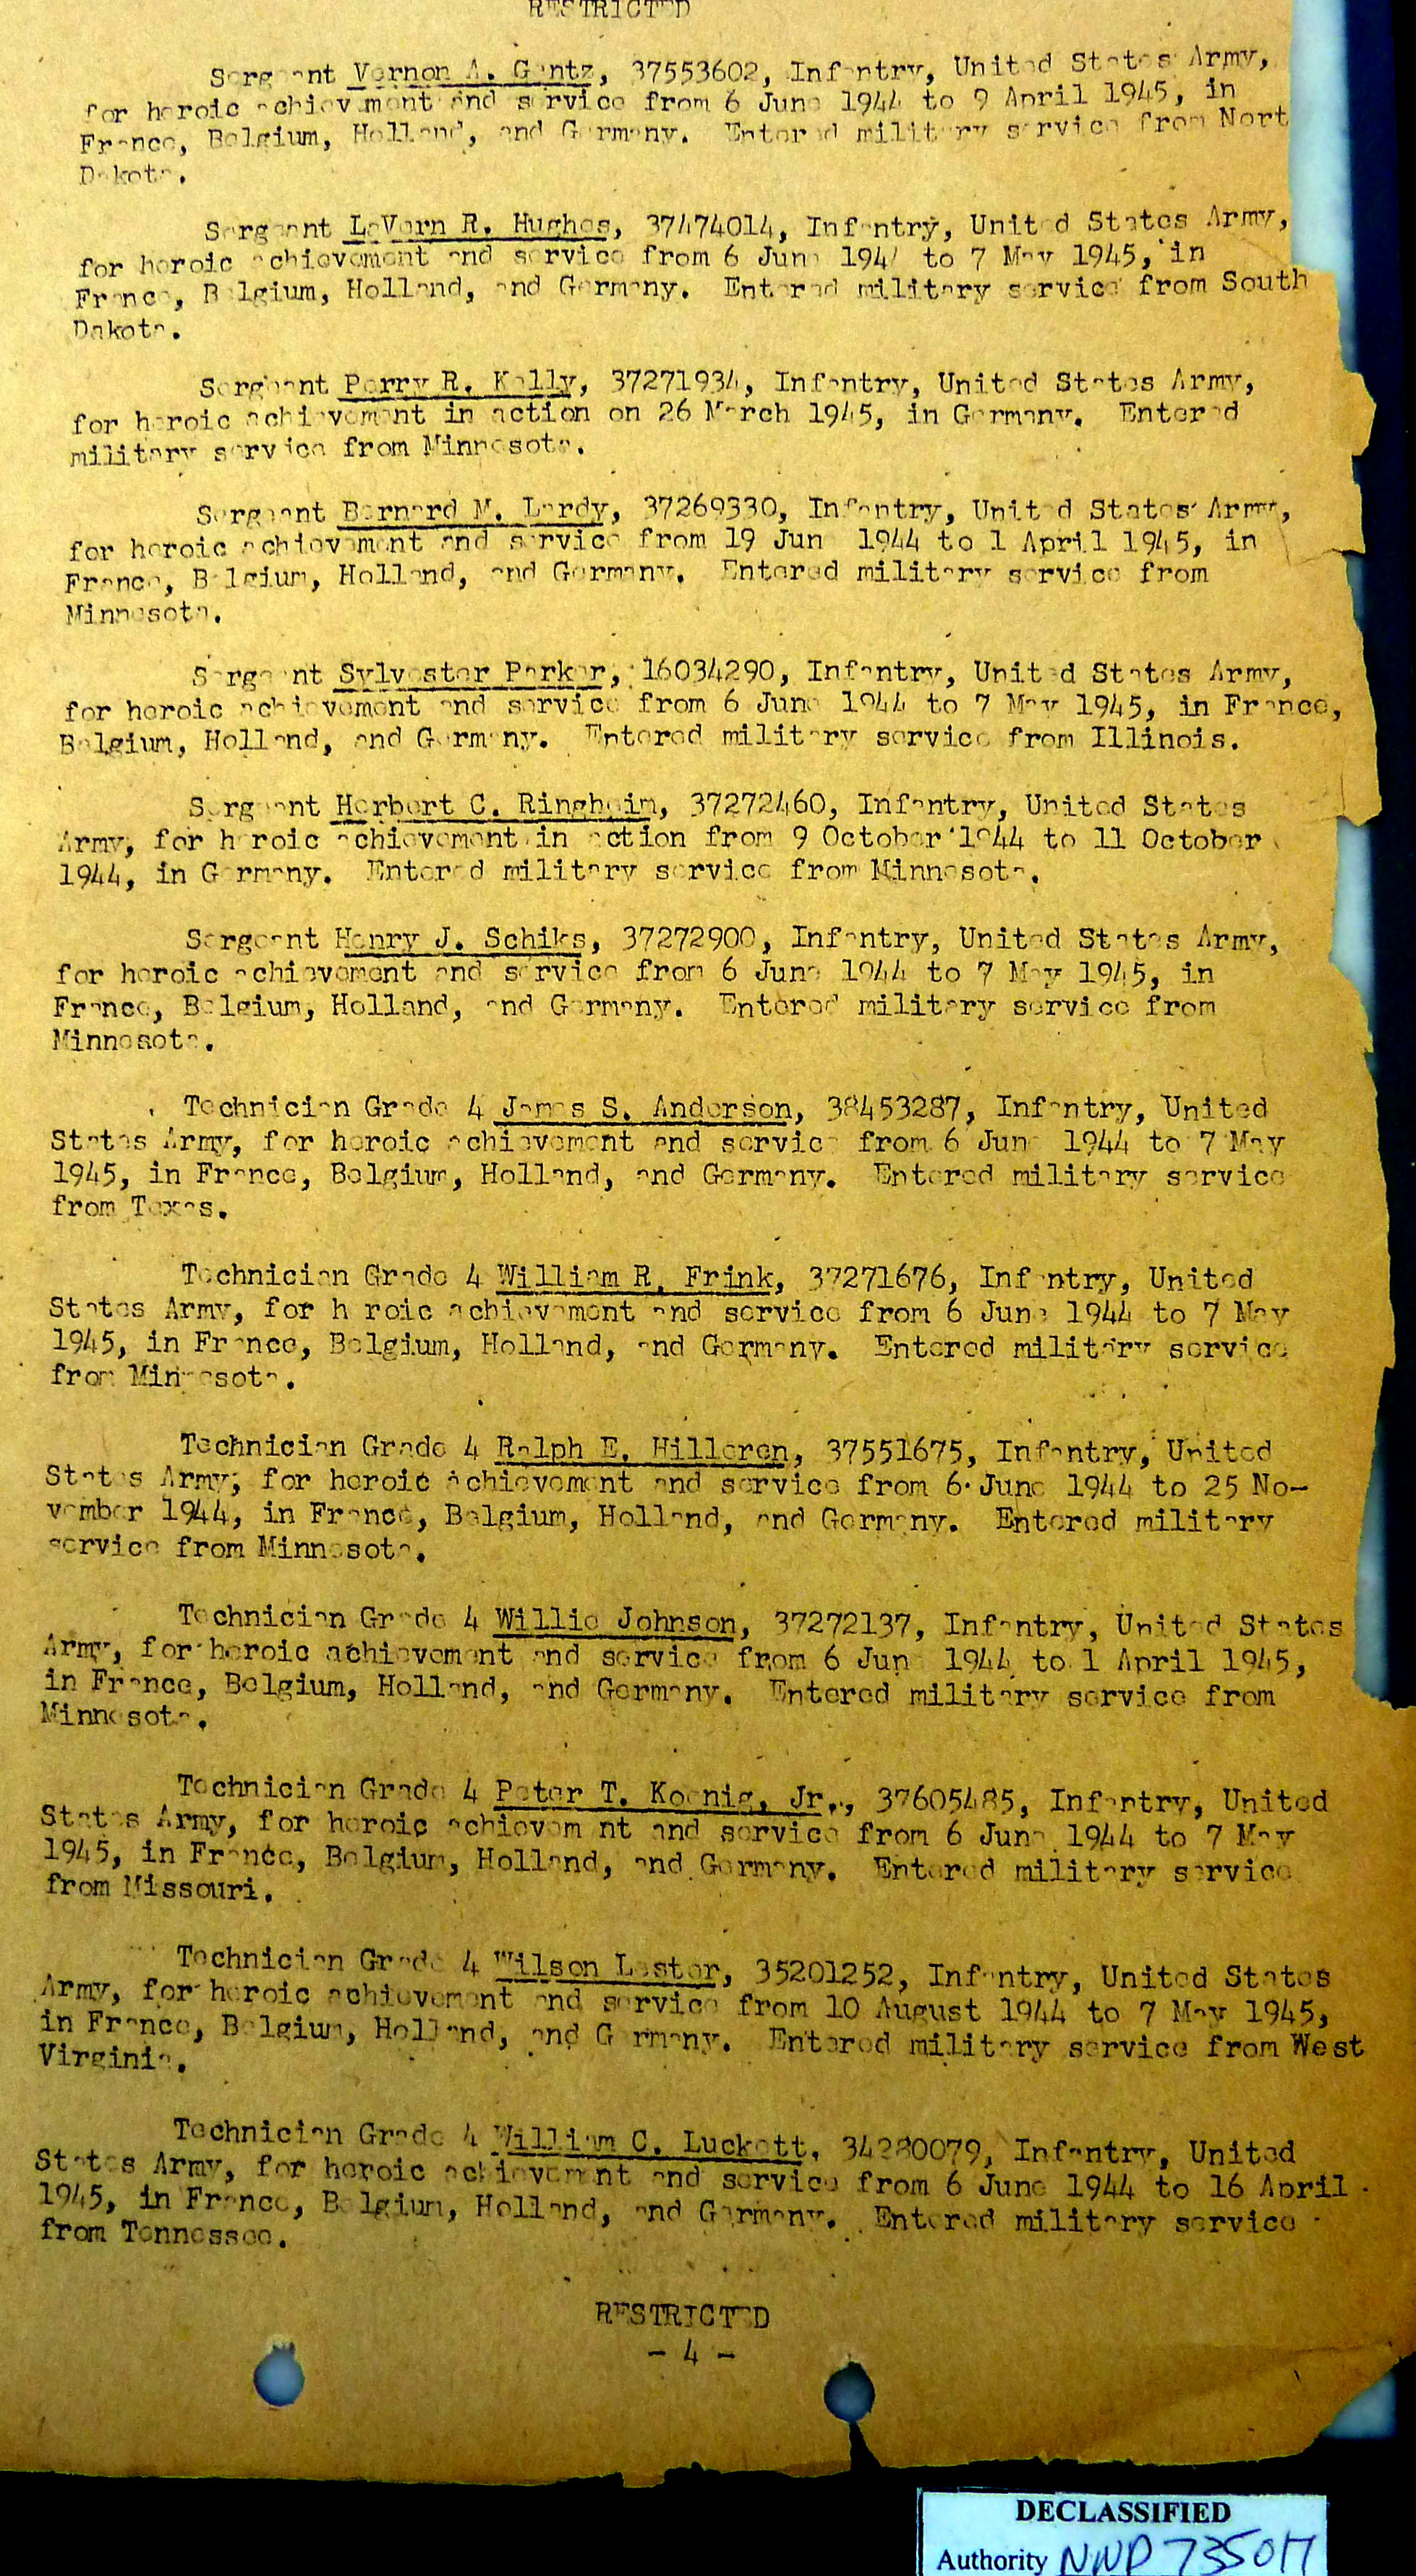 RESTRICTED
Sergeant Vernon A. Gentz, 37553602, Infantry, United States Army,
for heroic achievement and service from 6 June 1944 to 9 April 1945, in
France, Belgium, Holland, and Germany. Entered military service from Nort
Dakota.
Sergeant LaVern R. Hughes, 37474014, Infantry, United States Army,
for heroic achievement and service from 6 June 1944 to 7 May 1945, in
France, Belgium, Holland, and Germany. Entered military service from South
Dakota.
Sergeant Perry R. Kelly, 37271934, Infantry, United States Army,
for heroic achievement in action on 26 March 1945, in Germany. Entered
military service from Minnesota.
Sergeant Bernard M. Lardy, 37269330, Infantry, United States Army,
for heroic achievement and service from 19 June 1944 to 1 April 1945, in
France, Belgium, Holland, and Germany. Entered military service from
Minnesota.
Sergeant Sylvester Parker, 16034290, Infantry, United States Army,
for heroic achievement and service from 6 June 1944 to 7 May 1945, in France,
Belgium, Holland, and Germany. Entered military service from Illinois.
Sergeant Herbert C. Ringheim, 37272460, Infantry, United States
Army, for heroic achievement in action from 9 October 1944 to 11 October
1944, in Germany. Entered military service from Minnesota.
Sergeant Henry J. Schiks, 37272900, Infantry, United States Army,
for heroic achievement and service from 6 June 1944 to 7 May 1945, in
France, Belgium, Holland, and Germany. Entered military service from
Minnesota.
Technician Grade 4 James S. Anderson, 38453287, Infantry, United
States Army, for heroic achievement and service from 6 June 1944 to 7 May
1945, in France, Belgium, Holland, and Germany. Entered military service
from Texas.
Technician Grade 4 William R. Frink, 37271676, Infantry, United
States Army, for heroic achievement and service from 6 June 1944 to 7 May
1945, in France, Belgium, Holland, and Germany. Entered military service
from Minnesota.
Technician Grade 4 Ralph E. Hilleren, 37551675, Infantry, United
States Army, for heroic achievement and service from 6 June 1944 to 25 No-
vember 1944, in France, Belgium, Holland, and Germany. Entered military
service from Minnesota.
Technician Grade 4 Willie Johnson, 37272137, Infantry, United States
Army, for heroic achievement and service from 6 June 1944 to 1 April 1945,
in France, Belgium, Holland, and Germany. Entered military service from
Minnesota.
Technician Grade 4 Peter T. Koenig, Jr., 37605485, Infantry, United
States Army, for heroic achievement and service from 6 June 1944 to 7 May
1945, in France, Belgium, Holland, and Germany. Entered military service
from Missouri.
Technician Grade 4 Wilson Lester, 35201252, Infantry, United States
Army, for heroic achievement and service from 10 August 1944 to 7 May 1945,
in France, Belgium, Holland, and Germany. Entered military service from West
Virginia.
Technician Grade 4 William C. Luckett, 34280079, Infantry, United
States Army, for heroic achievement and service from 6 June 1944 to 16 April
1945, in France, Belgium, Holland, and Germany. Entered military service
from Tennessee.
RESTRICTED
- 4 -
DECLASSIFIED
Authority NND 735017